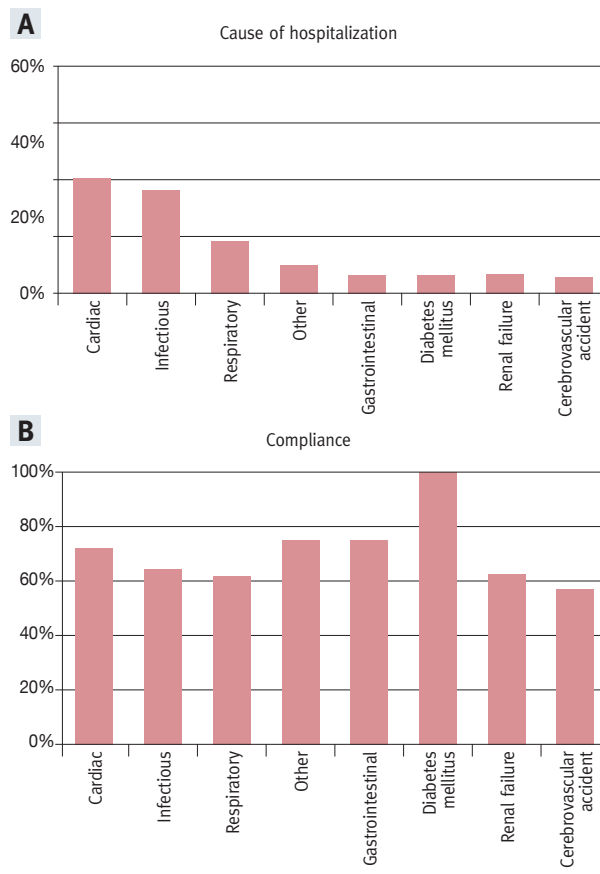 A
Cause of hospitalization
60%
40%
20%
0%
Cardiac
Infectious
Respiratory
Other
Gastrointestinal
Diabetes
mellitus
Renal failure
Cerebrovascular
accident
B
Compliance
100%
80%
60%
40%
20%
0%
Cardiac
Infectious
Respiratory
Other
Gastrointestinal
Diabetes
mellitus
Renal failure
Cerebrovascular
accident